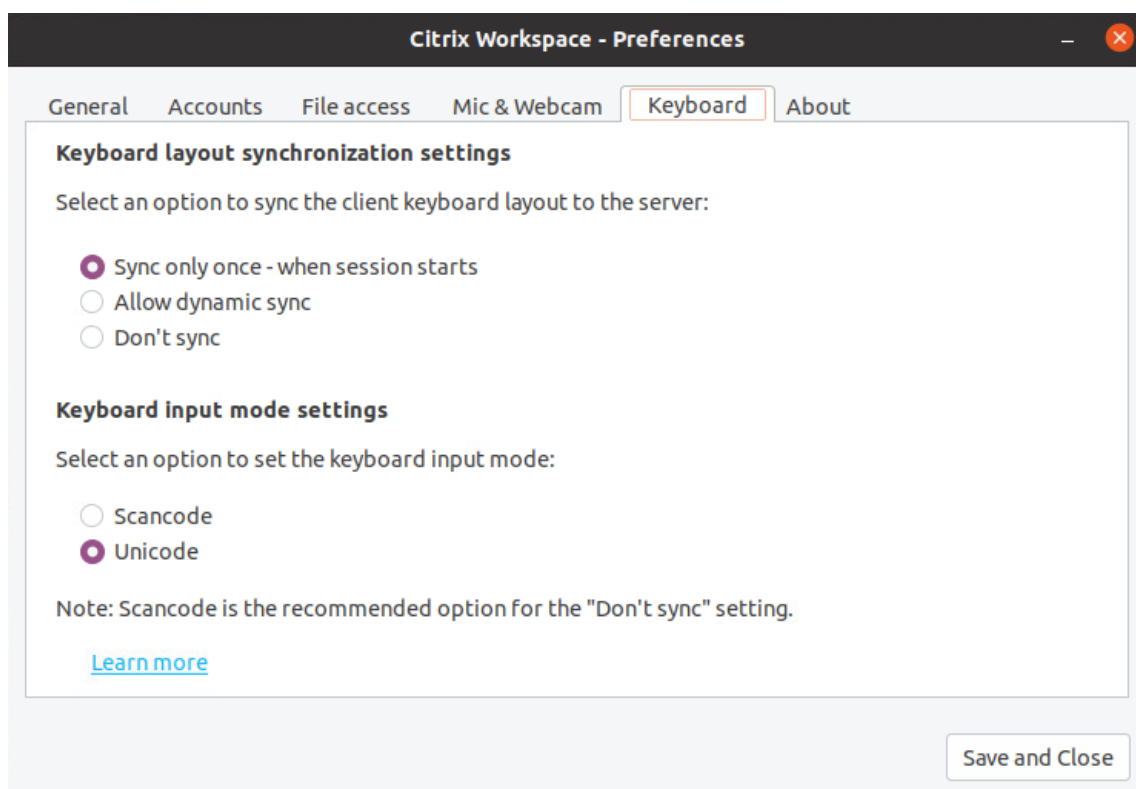 Citrix Workspace - Preferences
General Accounts File access Mic & Webcam Keyboard About
Keyboard layout synchronization settings
Select an option to sync the client keyboard layout to the server:
Sync only once - when session starts
Allow dynamic sync
Don't sync
Keyboard input mode settings
Select an option to set the keyboard input mode:
Scancode
Unicode
Note: Scancode is the recommended option for the "Don't sync" setting.
Learn more
Save and Close